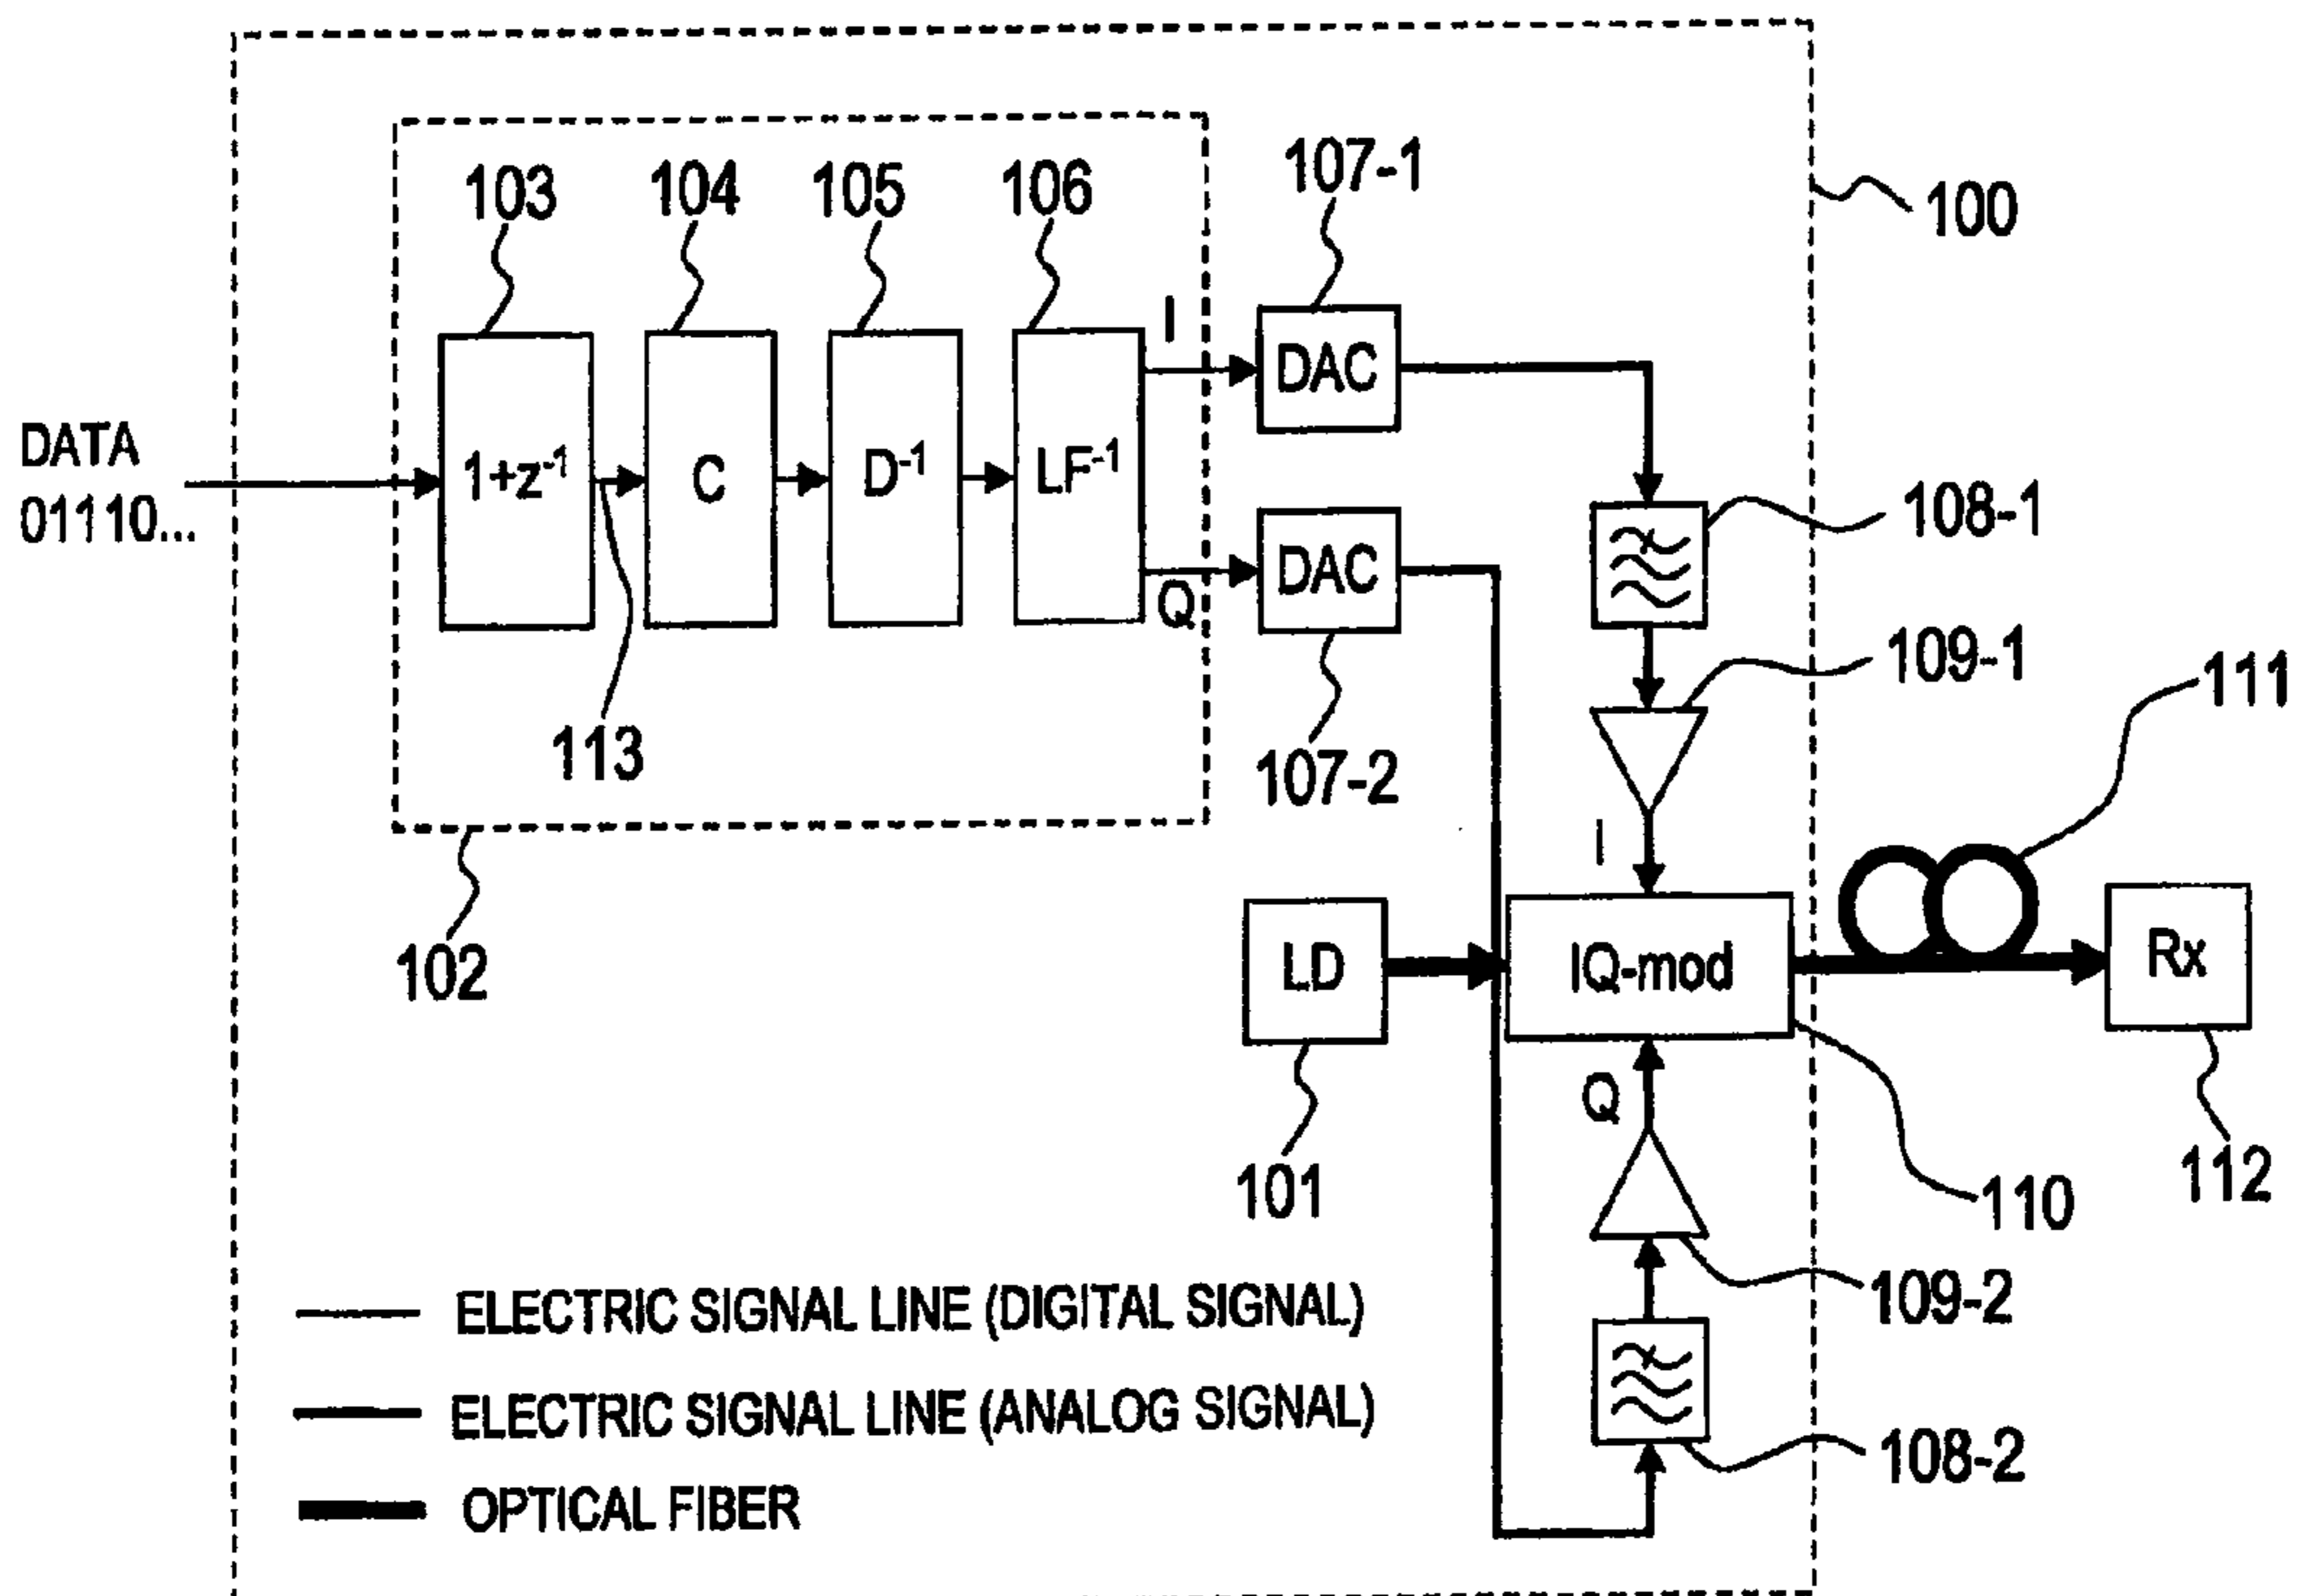 103
104
105
106
107-1
100
I
DAC
DATA
01110...
1+z⁻¹
C
D⁻¹
LF⁻¹
108-1
DAC
Q
109-1
111
113
107-2
I
102
LD
IQ-mod
Rx
Q
101
110
112
ELECTRIC SIGNAL LINE (DIGITAL SIGNAL)
109-2
ELECTRIC SIGNAL LINE (ANALOG SIGNAL)
108-2
OPTICAL FIBER